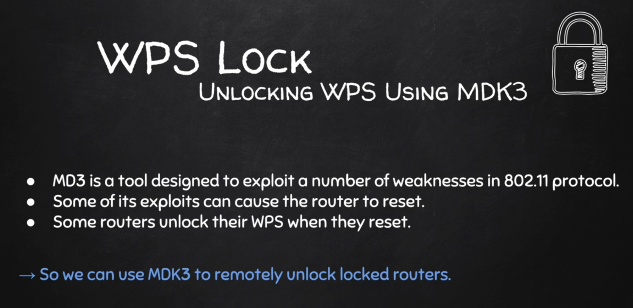 WPS Lock
Unlocking WPS Using MDK3
● MD3 is a tool designed to exploit a number of weaknesses in 802.11 protocol.
● Some of its exploits can cause the router to reset.
● Some routers unlock their WPS when they reset.
→ So we can use MDK3 to remotely unlock locked routers.